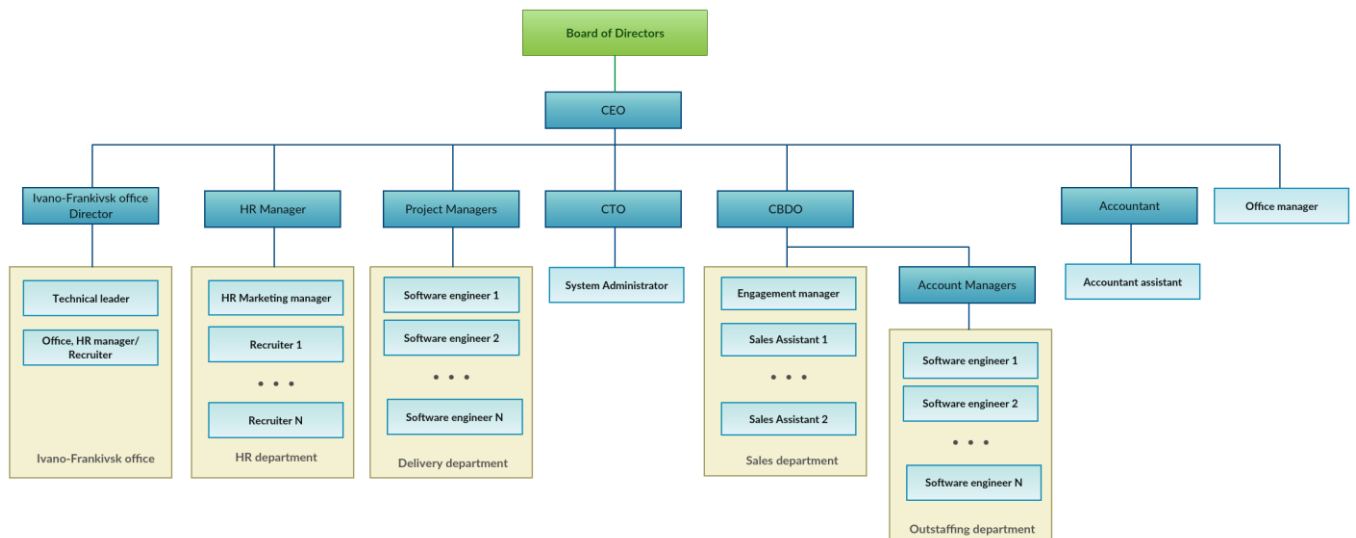 Board of Directors
CEO
Ivano-Frankivsk office
Director
HR Manager
Project Managers
CTO
CBDO
Accountant
Office manager
Technical leader
Office, HR manager/
Recruiter
Ivano-Frankivsk office
HR Marketing manager
Recruiter 1
• • •
Recruiter N
HR department
Software engineer 1
Software engineer 2
• • •
Software engineer N
Delivery department
System Administrator
Engagement manager
Sales Assistant 1
• • •
Sales Assistant 2
Sales department
Account Managers
Software engineer 1
Software engineer 2
• • •
Software engineer N
Outstaffing department
Accountant assistant